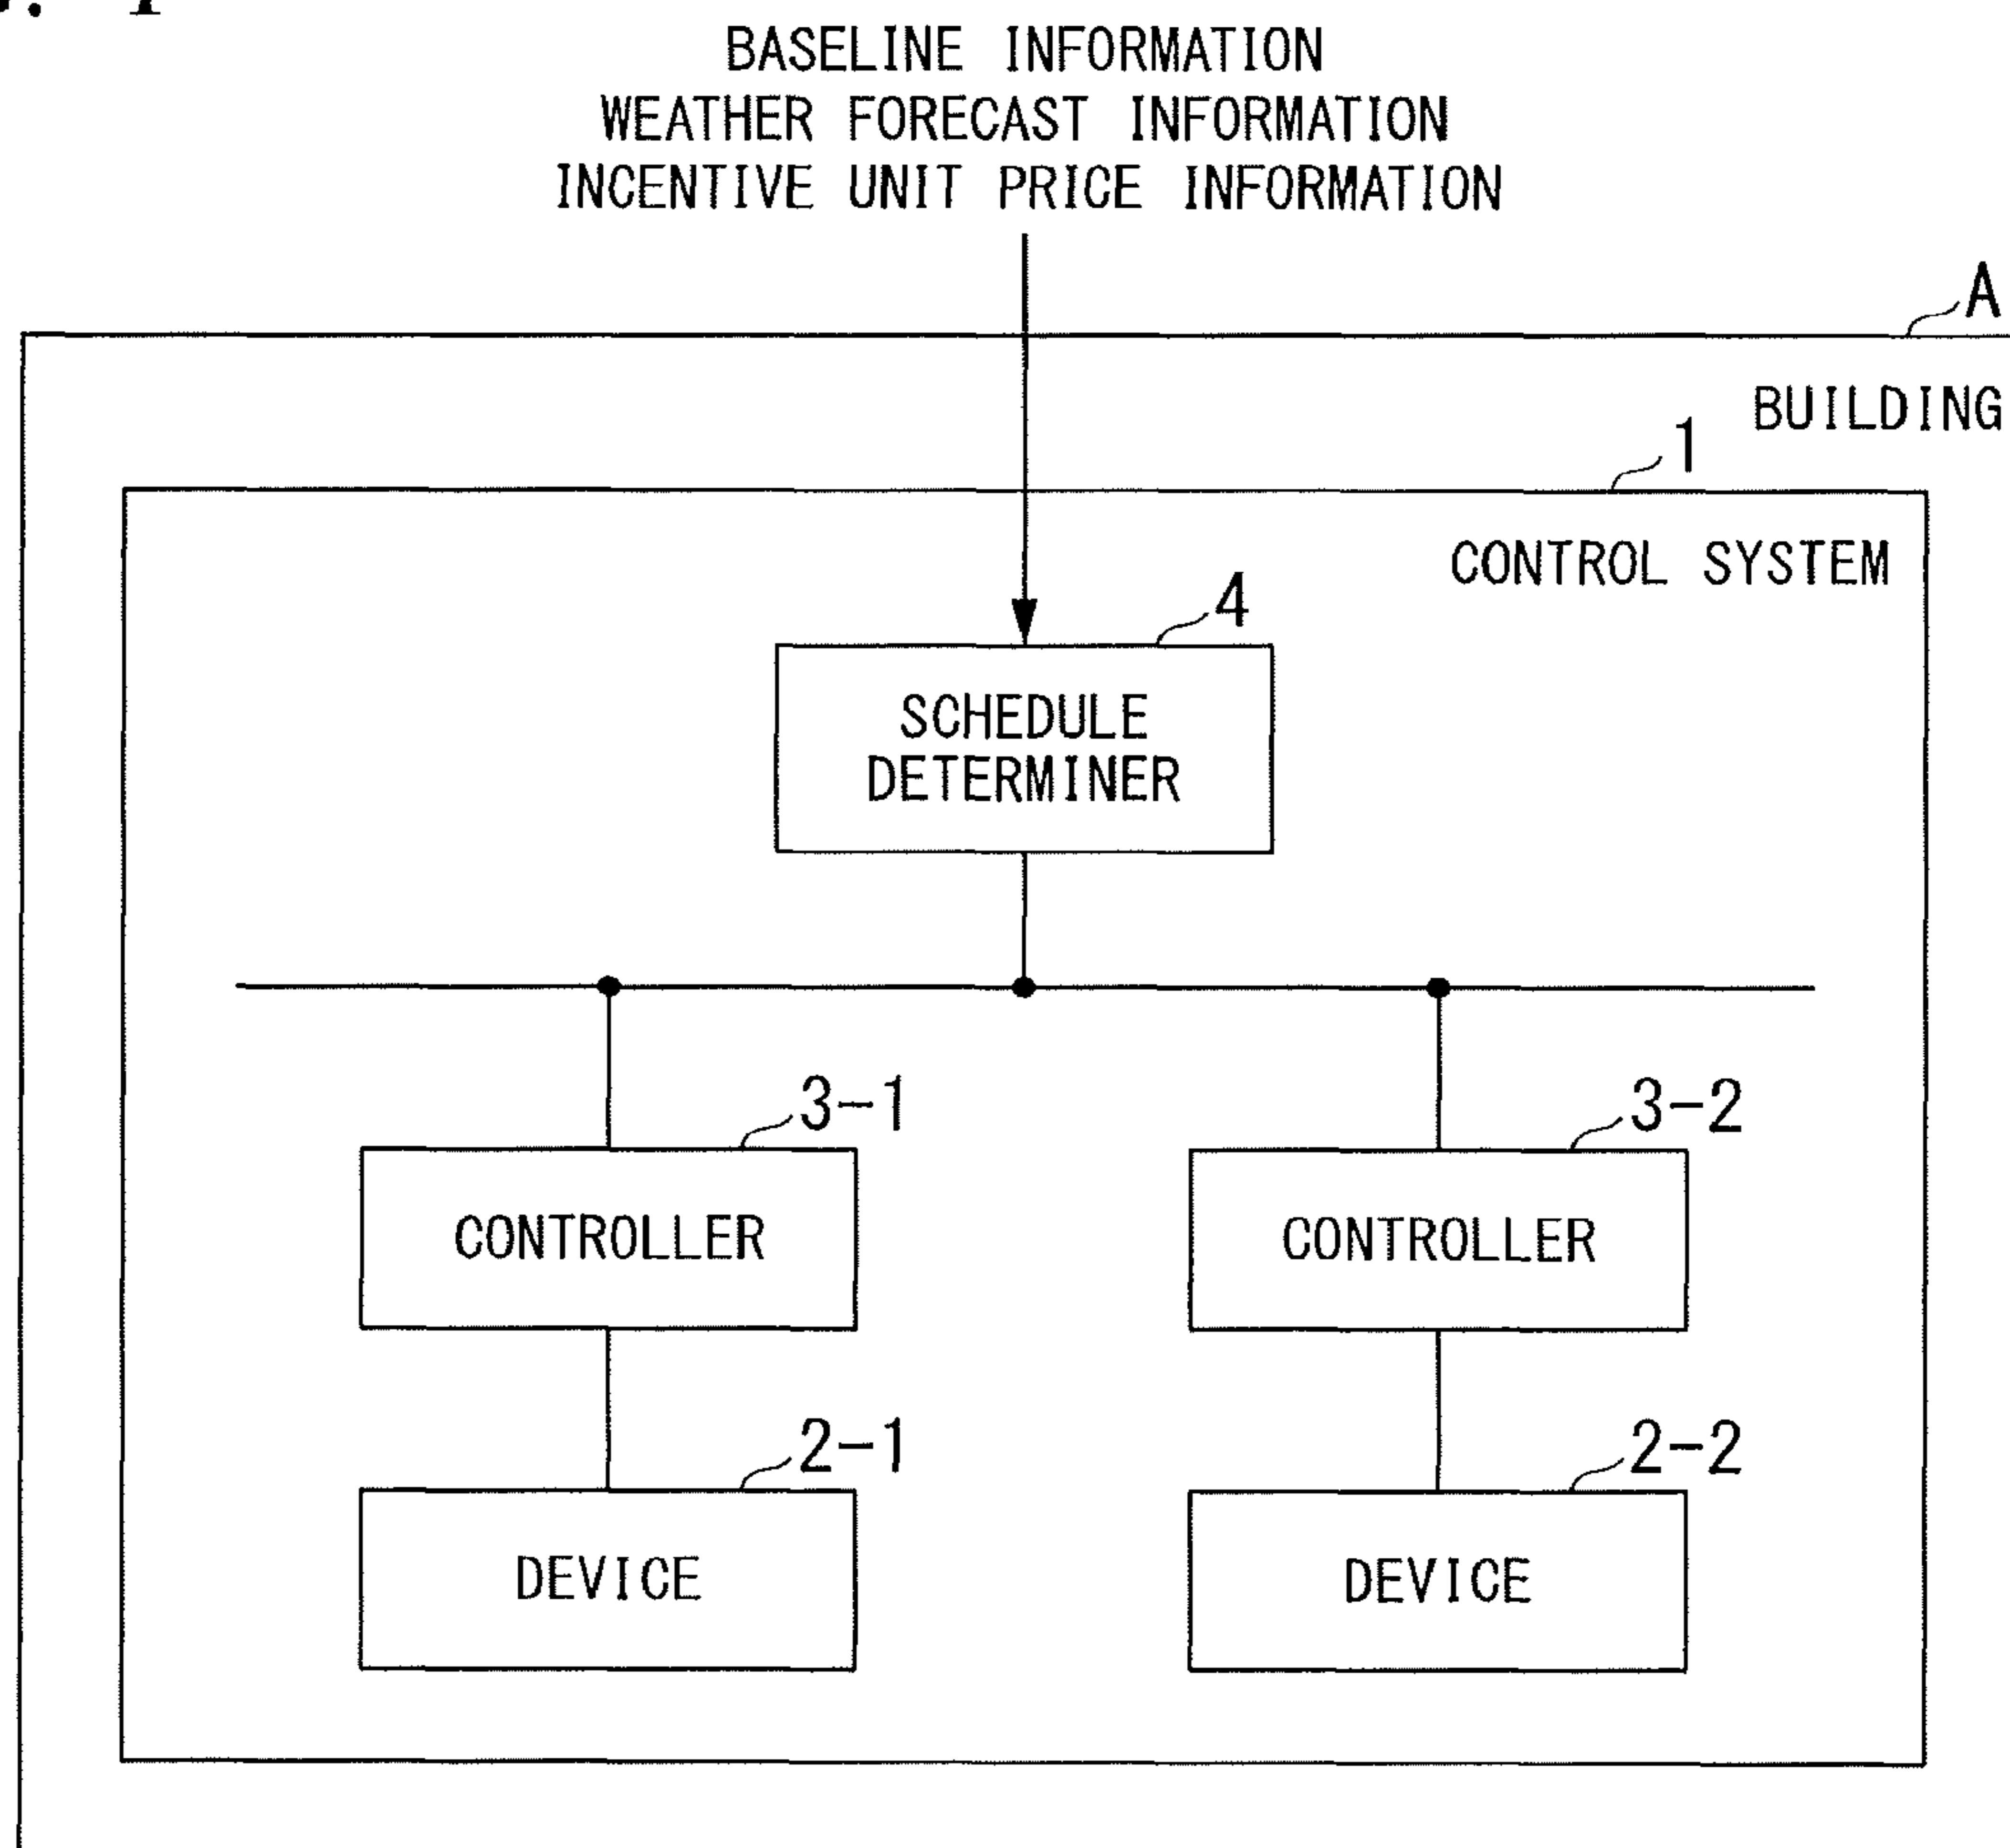 BASELINE INFORMATION
WEATHER FORECAST INFORMATION
INCENTIVE UNIT PRICE INFORMATION
A
BUILDING
1
CONTROL SYSTEM
4
SCHEDULE
DETERMINER
3-1
3-2
CONTROLLER
CONTROLLER
2-1
2-2
DEVICE
DEVICE